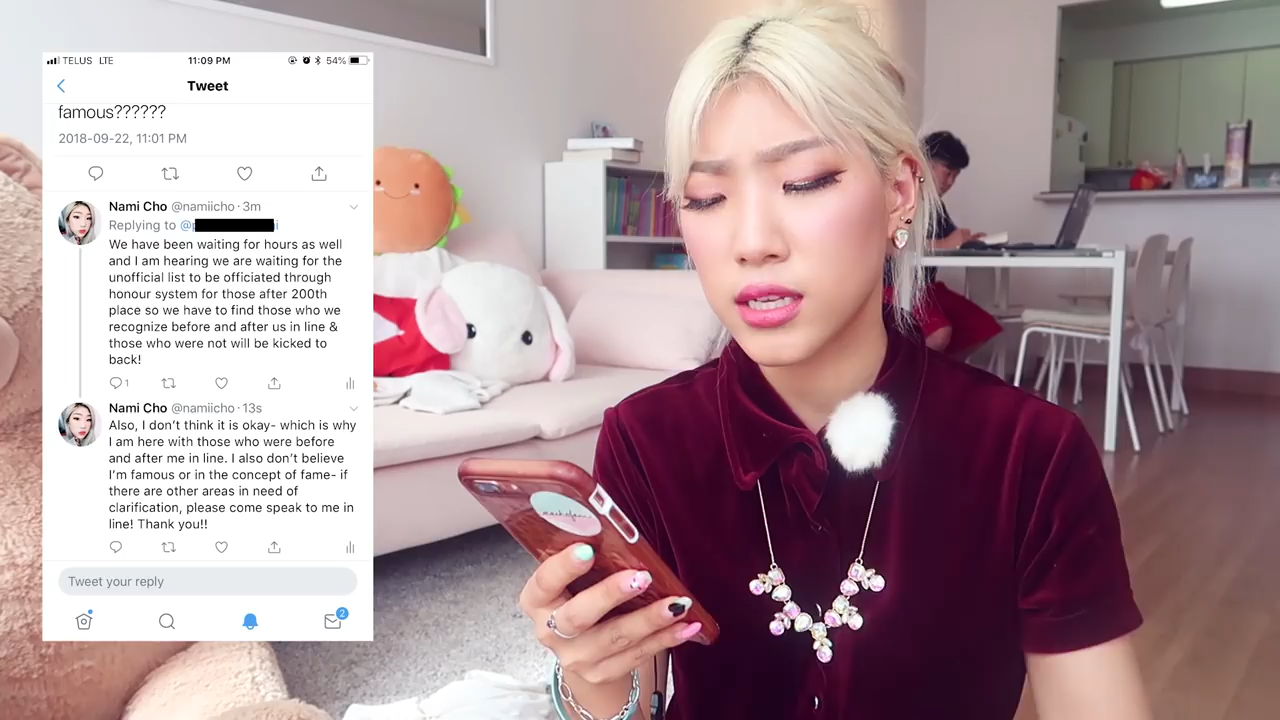 TELUS LTE 11:09 PM 54%
Tweet
famous??????
2018-09-22, 11:01 PM
Nami Cho @namiicho · 3m
Replying to @
We have been waiting for hours as well
and I am hearing we are waiting for the
unofficial list to be officiated through
honour system for those after 200th
place so we have to find those who we
recognize before and after us in line &
those who were not will be kicked to
back!
1
Nami Cho @namiicho · 13s
Also, I don't think it is okay- which is why
I am here with those who were before
and after me in line. I also don't believe
I'm famous or in the concept of fame- if
there are other areas in need of
clarification, please come speak to me in
line! Thank you!!
Tweet your reply
2